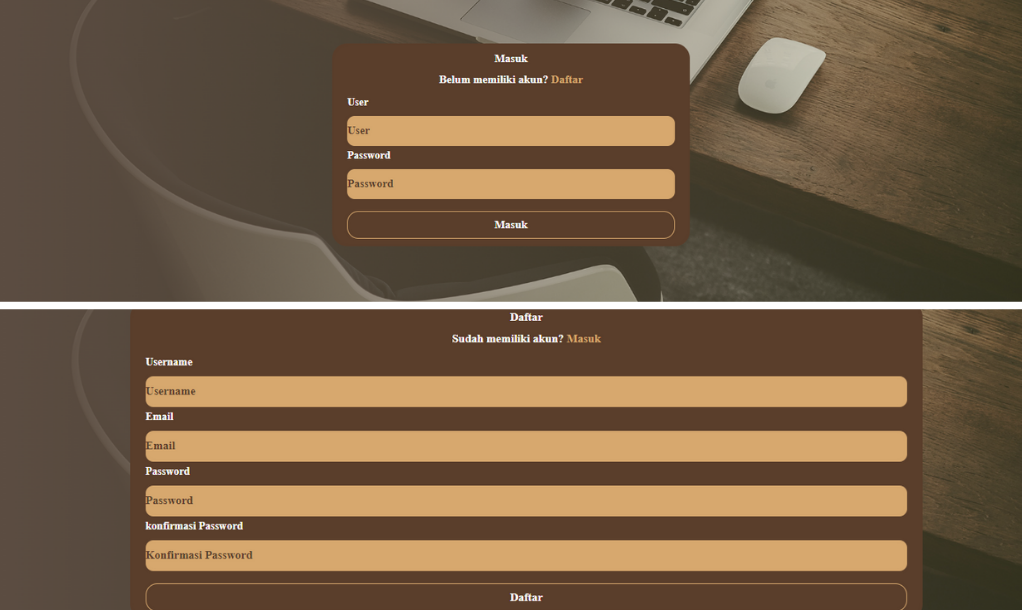 Masuk
Belum memiliki akun? Daftar
User
User
Password
Password
Masuk
Daftar
Sudah memiliki akun? Masuk
Username
Username
Email
Email
Password
Password
konfirmasi Password
Konfirmasi Password
Daftar